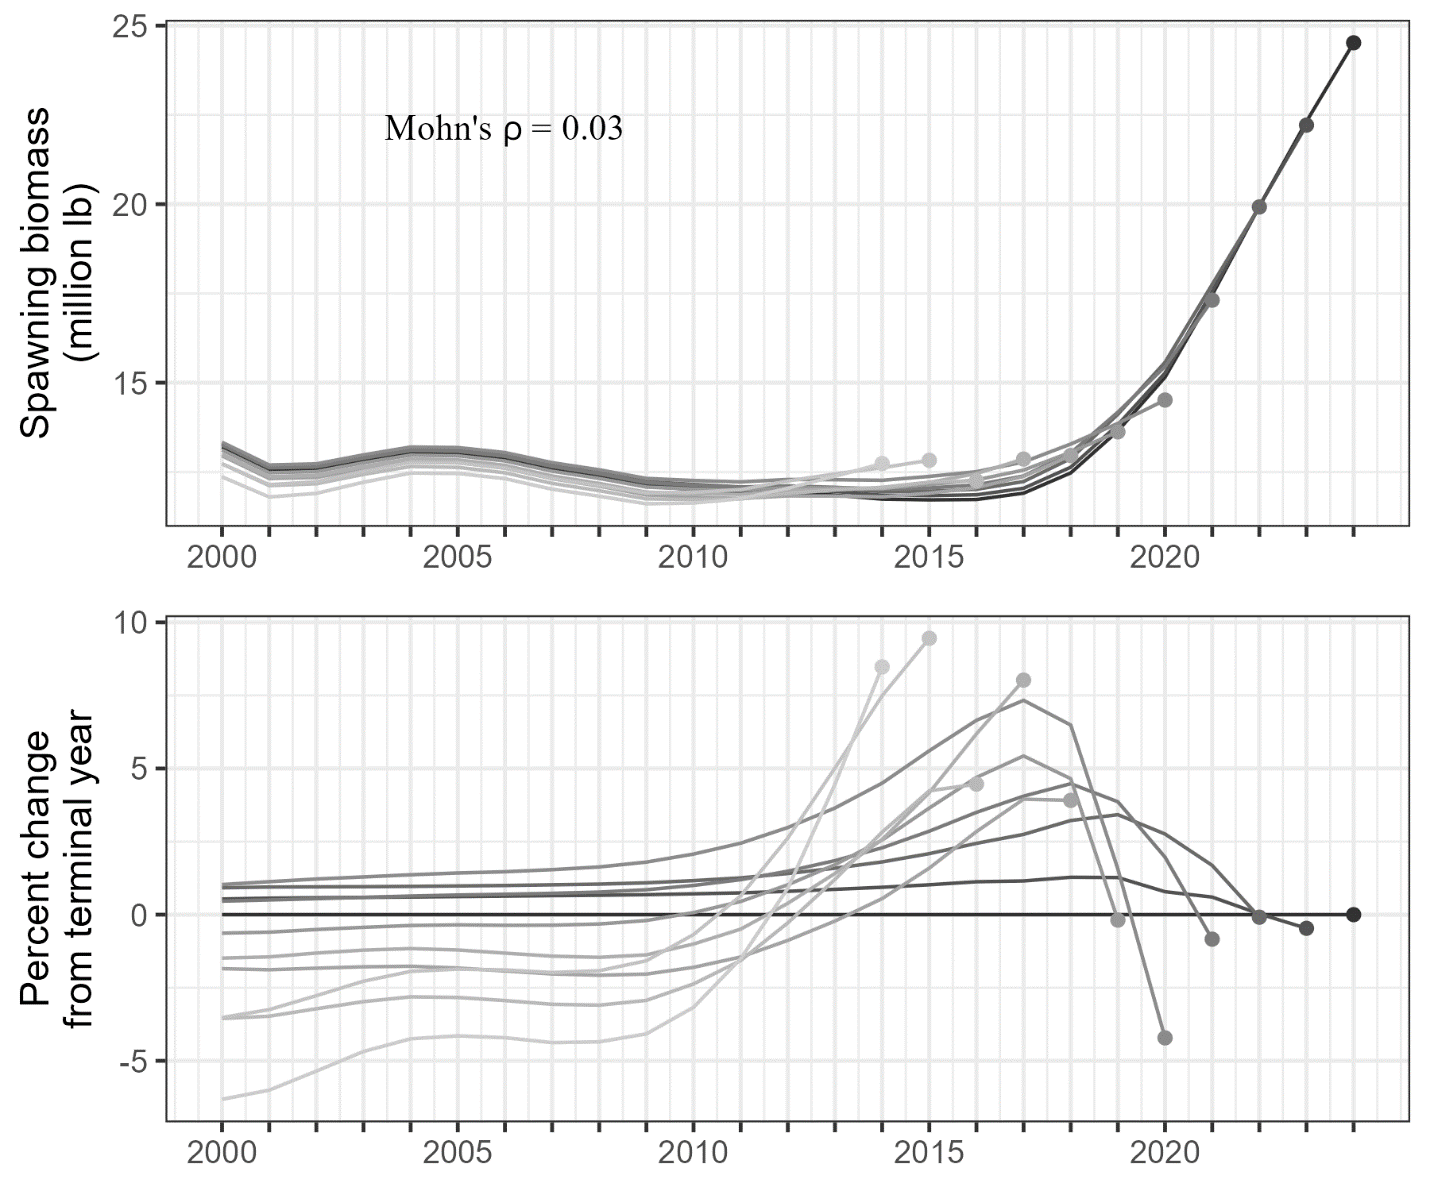 25
20
15
Spawning biomass
(million lb)
Mohn's ρ = 0.03
2000 2005 2010 2015 2020
10
5
0
-5
Percent change
from terminal year
2000 2005 2010 2015 2020